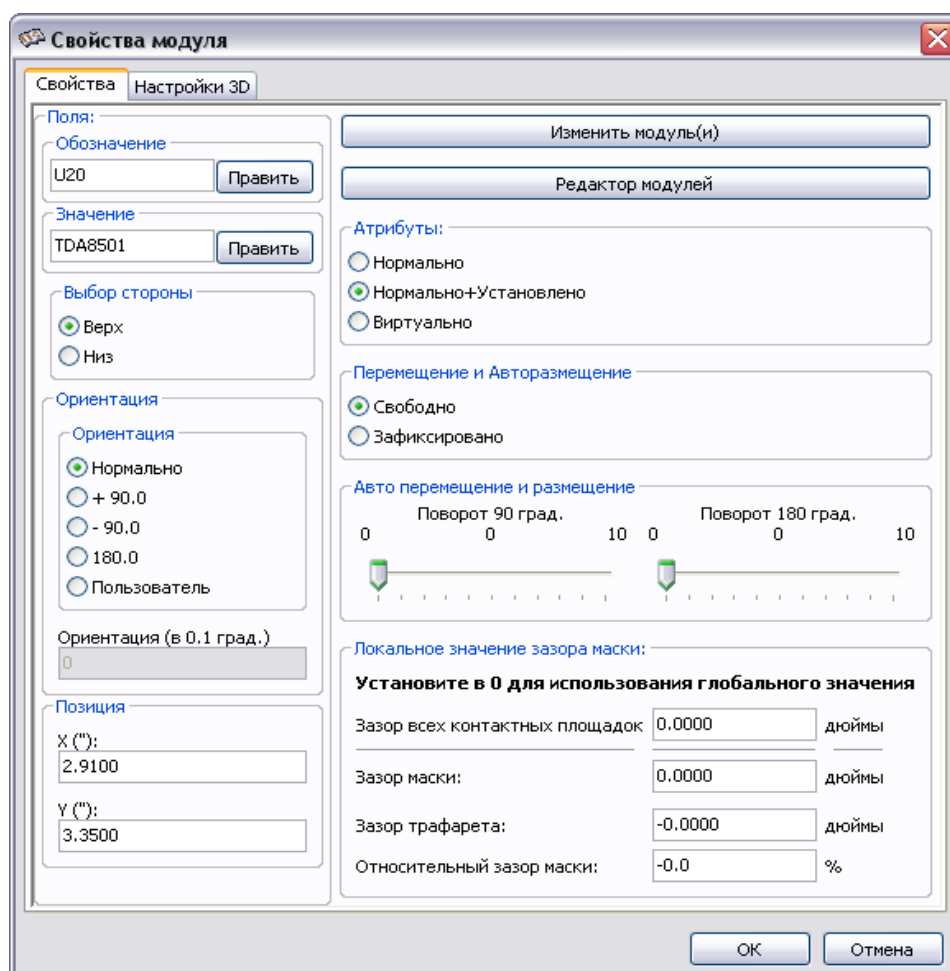 Свойства модуля
Свойства
Настройки 3D
Поля:
Обозначение
U20
Править
Значение
TDA8501
Править
Выбор стороны
Верх
Низ
Ориентация
Ориентация
Нормально
+ 90.0
- 90.0
180.0
Пользователь
Ориентация (в 0.1 град.)
0
Позиция
X ("):
2.9100
Y ("):
3.3500
Изменить модуль(и)
Редактор модулей
Атрибуты:
Нормально
Нормально+Установлено
Виртуально
Перемещение и Авторазмещение
Свободно
Зафиксировано
Авто перемещение и размещение
Поворот 90 град.
0 0 10
Поворот 180 град.
0 0 10
Локальное значение зазора маски:
Установите в 0 для использования глобального значения
Зазор всех контактных площадок 0.0000 дюймы
Зазор маски: 0.0000 дюймы
Зазор трафарета: -0.0000 дюймы
Относительный зазор маски: -0.0 %
OK
Отмена